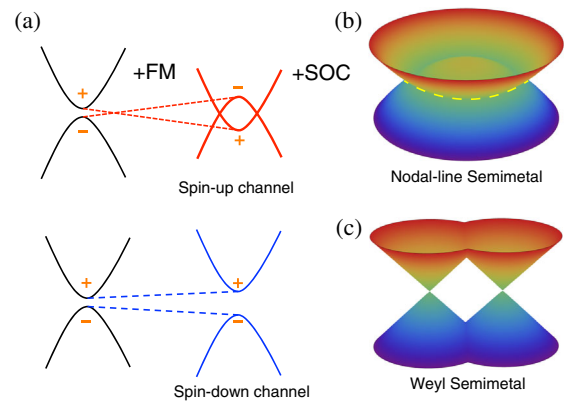 (a)
+FM
+SOC
+
−
−
+
Spin-up channel
+
−
+
−
Spin-down channel
(b)
Nodal-line Semimetal
(c)
Weyl Semimetal